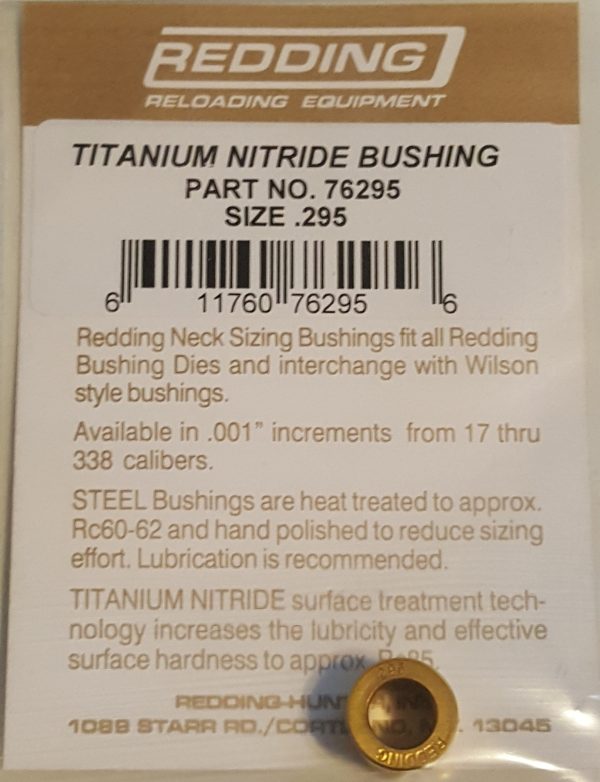 REDDING
RELOADING EQUIPMENT
TITANIUM NITRIDE BUSHING
PART NO. 76295
SIZE .295
6 11760 76295 6
Redding Neck Sizing Bushings fit all Redding
Bushing Dies and interchange with Wilson
style bushings.
Available in .001" increments from 17 thru
338 calibers.
STEEL Bushings are heat treated to approx.
Rc60-62 and hand polished to reduce sizing
effort. Lubrication is recommended.
TITANIUM NITRIDE surface treatment tech-
nology increases the lubricity and effective
surface hardness to approx.
REDDING
1088 STARR RD./ 13045
REDDING